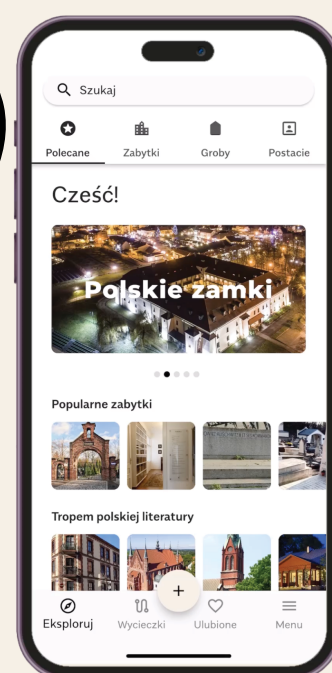 Szukaj
Polecane Zabytki Groby Postacie
Cześć!
Polskie zamki
Popularne zabytki
Tropem polskiej literatury
+
Eksploruj Wycieczki Ulubione Menu